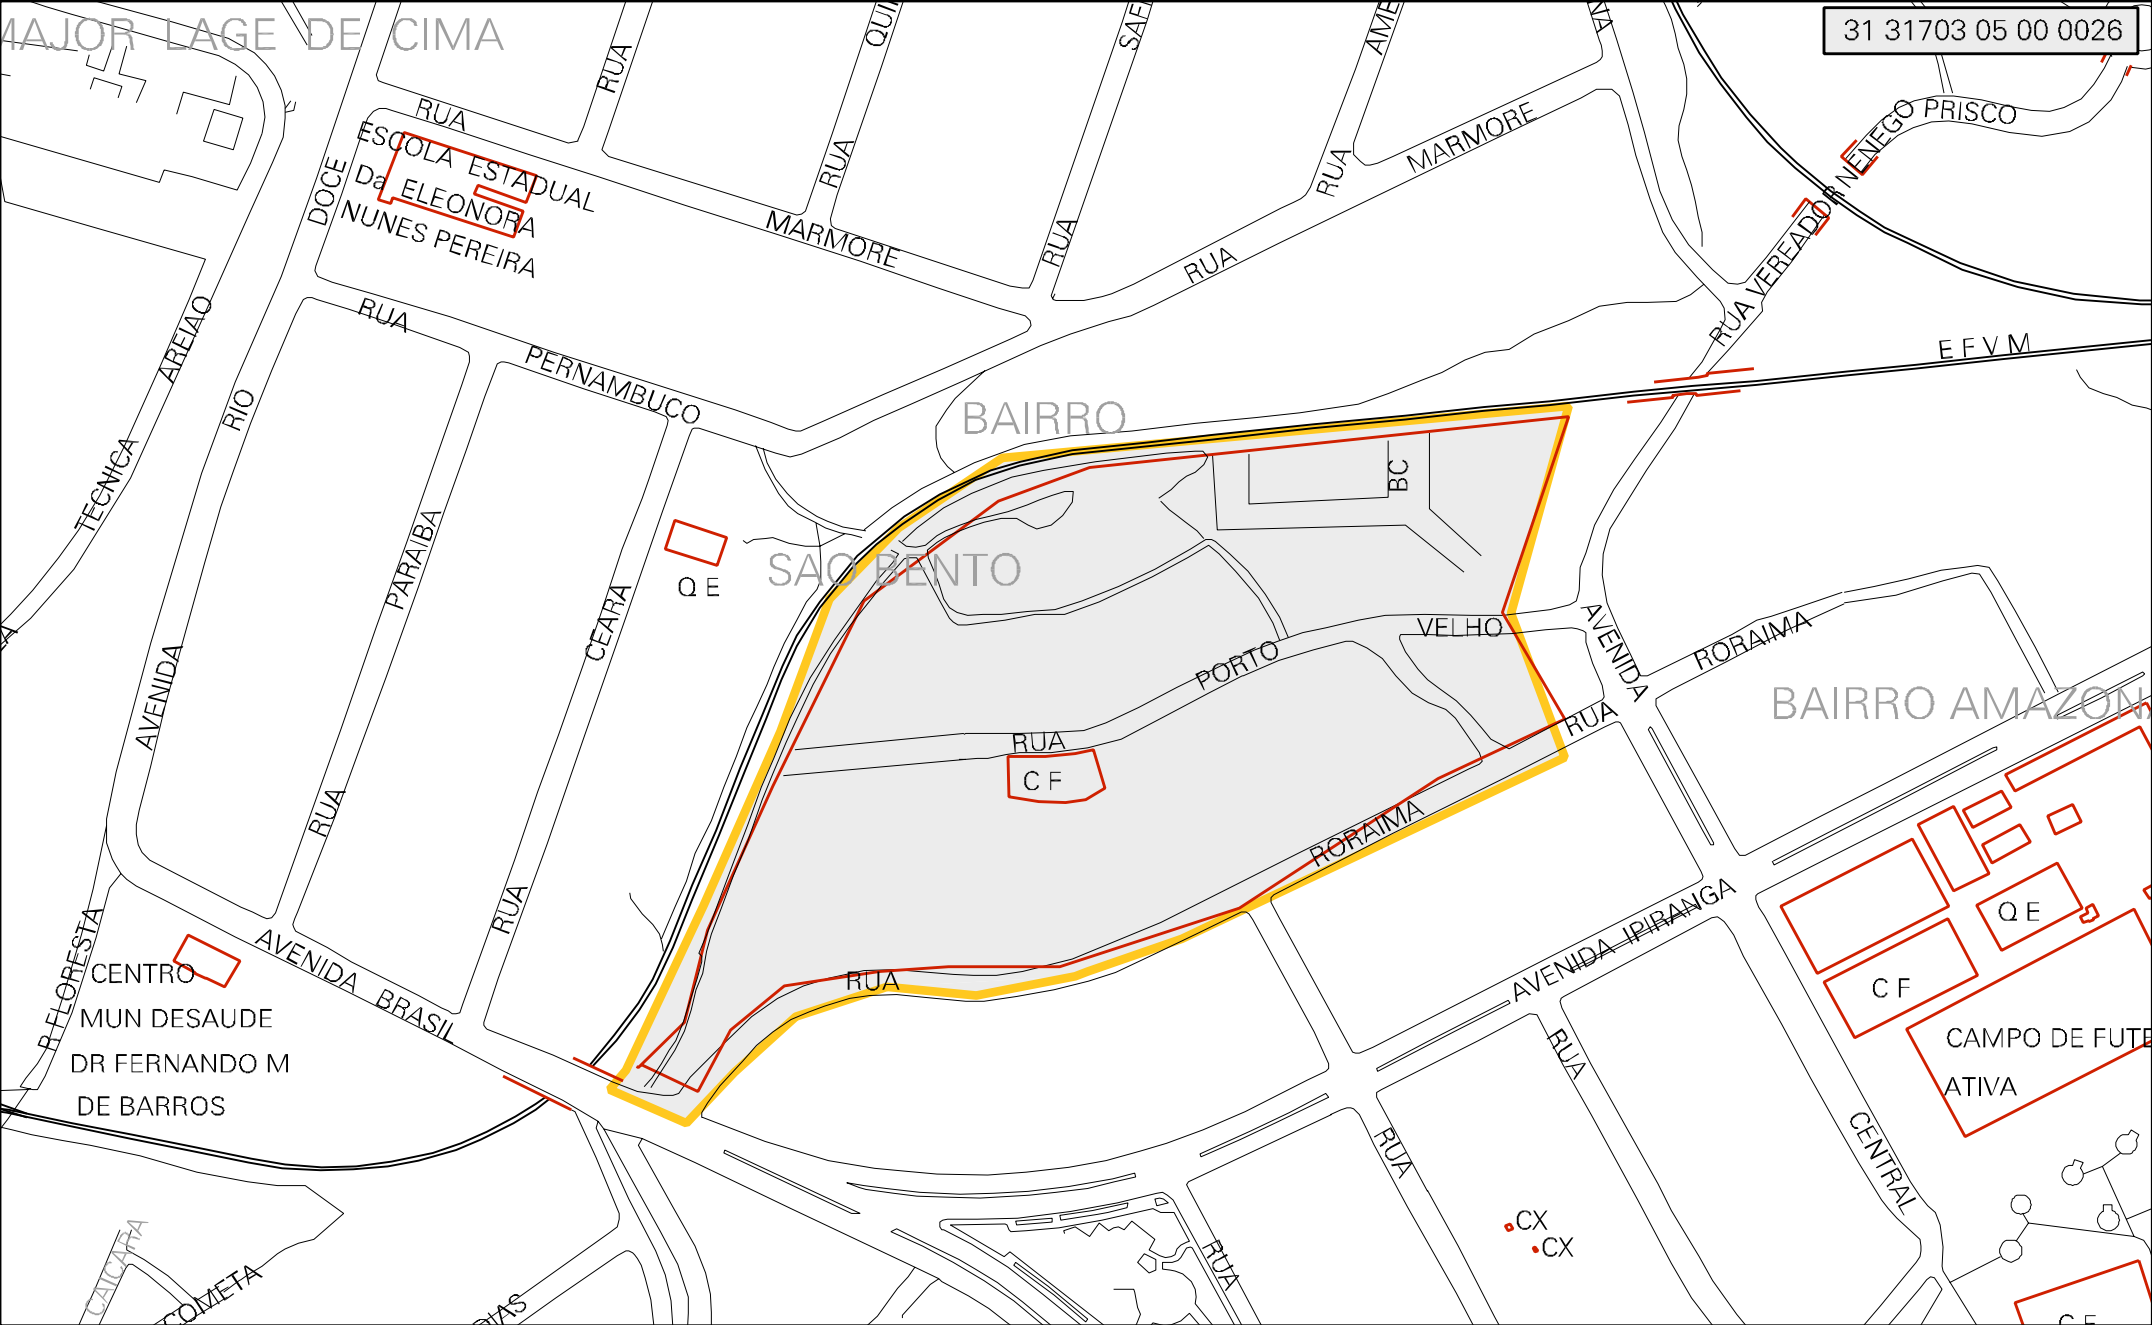 MAJOR LAGE DE CIMA
31 31703 05 00 0026
RUA
RUA
RUA
RUA
RUA
RUA
MARMORE
RUA
MARMORE
RUA VEREADOR NENEGO PRISCO
ESCOLA ESTADUAL
Da ELEONORA
NUNES PEREIRA
AVENIDA RIO DOCE
TECNICA AREIAO
RUA PERNAMBUCO
E F V M
BAIRRO
SAO BENTO
BC
RUA PARAIBA
RUA CEARA
Q E
RUA PORTO VELHO
C F
AVENIDA
RUA RORAIMA
RUA RORAIMA
BAIRRO AMAZON
R FLORESTA
CENTRO
MUN DESAUDE
DR FERNANDO M
DE BARROS
AVENIDA BRASIL
AVENIDA IPIRANGA
Q E
C F
CAMPO DE FUTE
ATIVA
RUA
RUA
RUA
CENTRAL
CX
CX
CAICARA
COMETA
C F